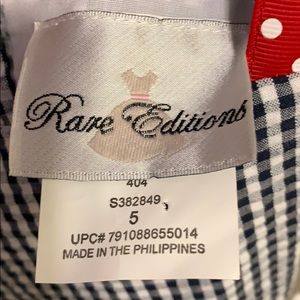 Rare Editions
404
S382849
5
UPC# 791088655014
MADE IN THE PHILIPPINES